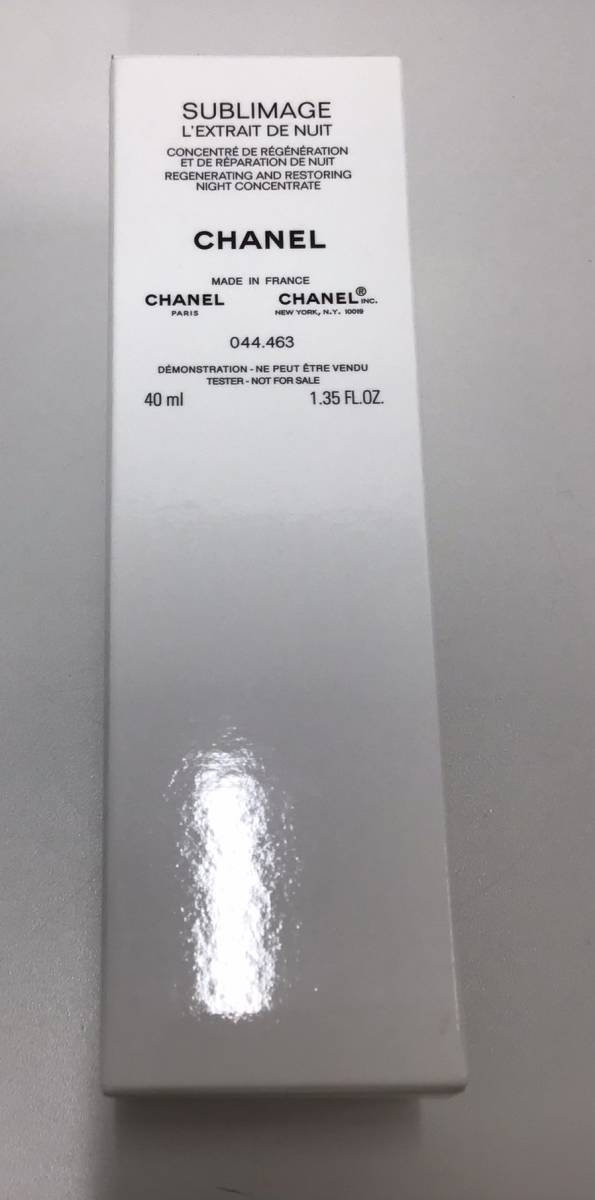 SUBLIMAGE
L'EXTRAIT DE NUIT
CONCENTRÉ DE RÉGÉNÉRATION
ET DE RÉPARATION DE NUIT
REGENERATING AND RESTORING
NIGHT CONCENTRATE
CHANEL
MADE IN FRANCE
CHANEL CHANEL® INC.
PARIS NEW YORK, N.Y. 10019
044.463
DÉMONSTRATION - NE PEUT ÊTRE VENDU
TESTER - NOT FOR SALE
40 ml 1.35 FL.OZ.